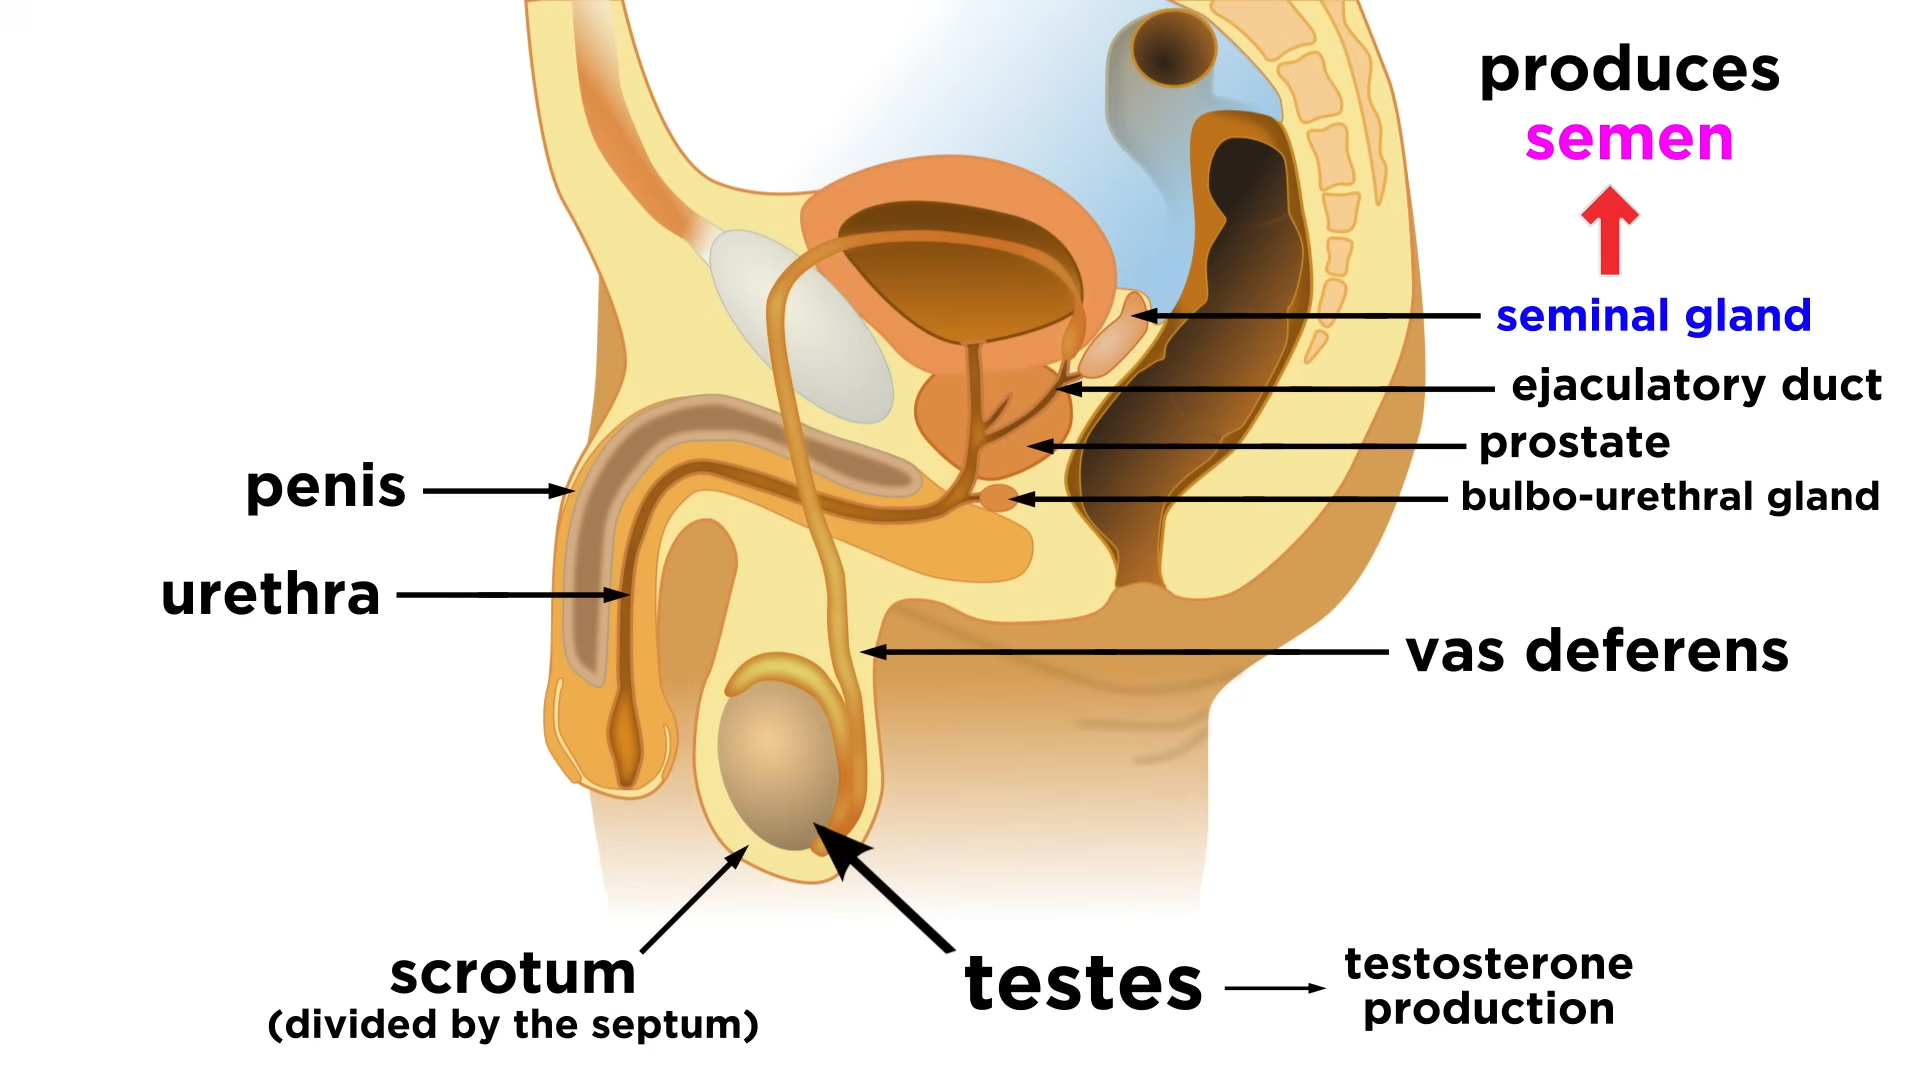 produces
semen
seminal gland
ejaculatory duct
prostate
bulbo-urethral gland
penis
urethra
vas deferens
scrotum
(divided by the septum)
testes
testosterone
production